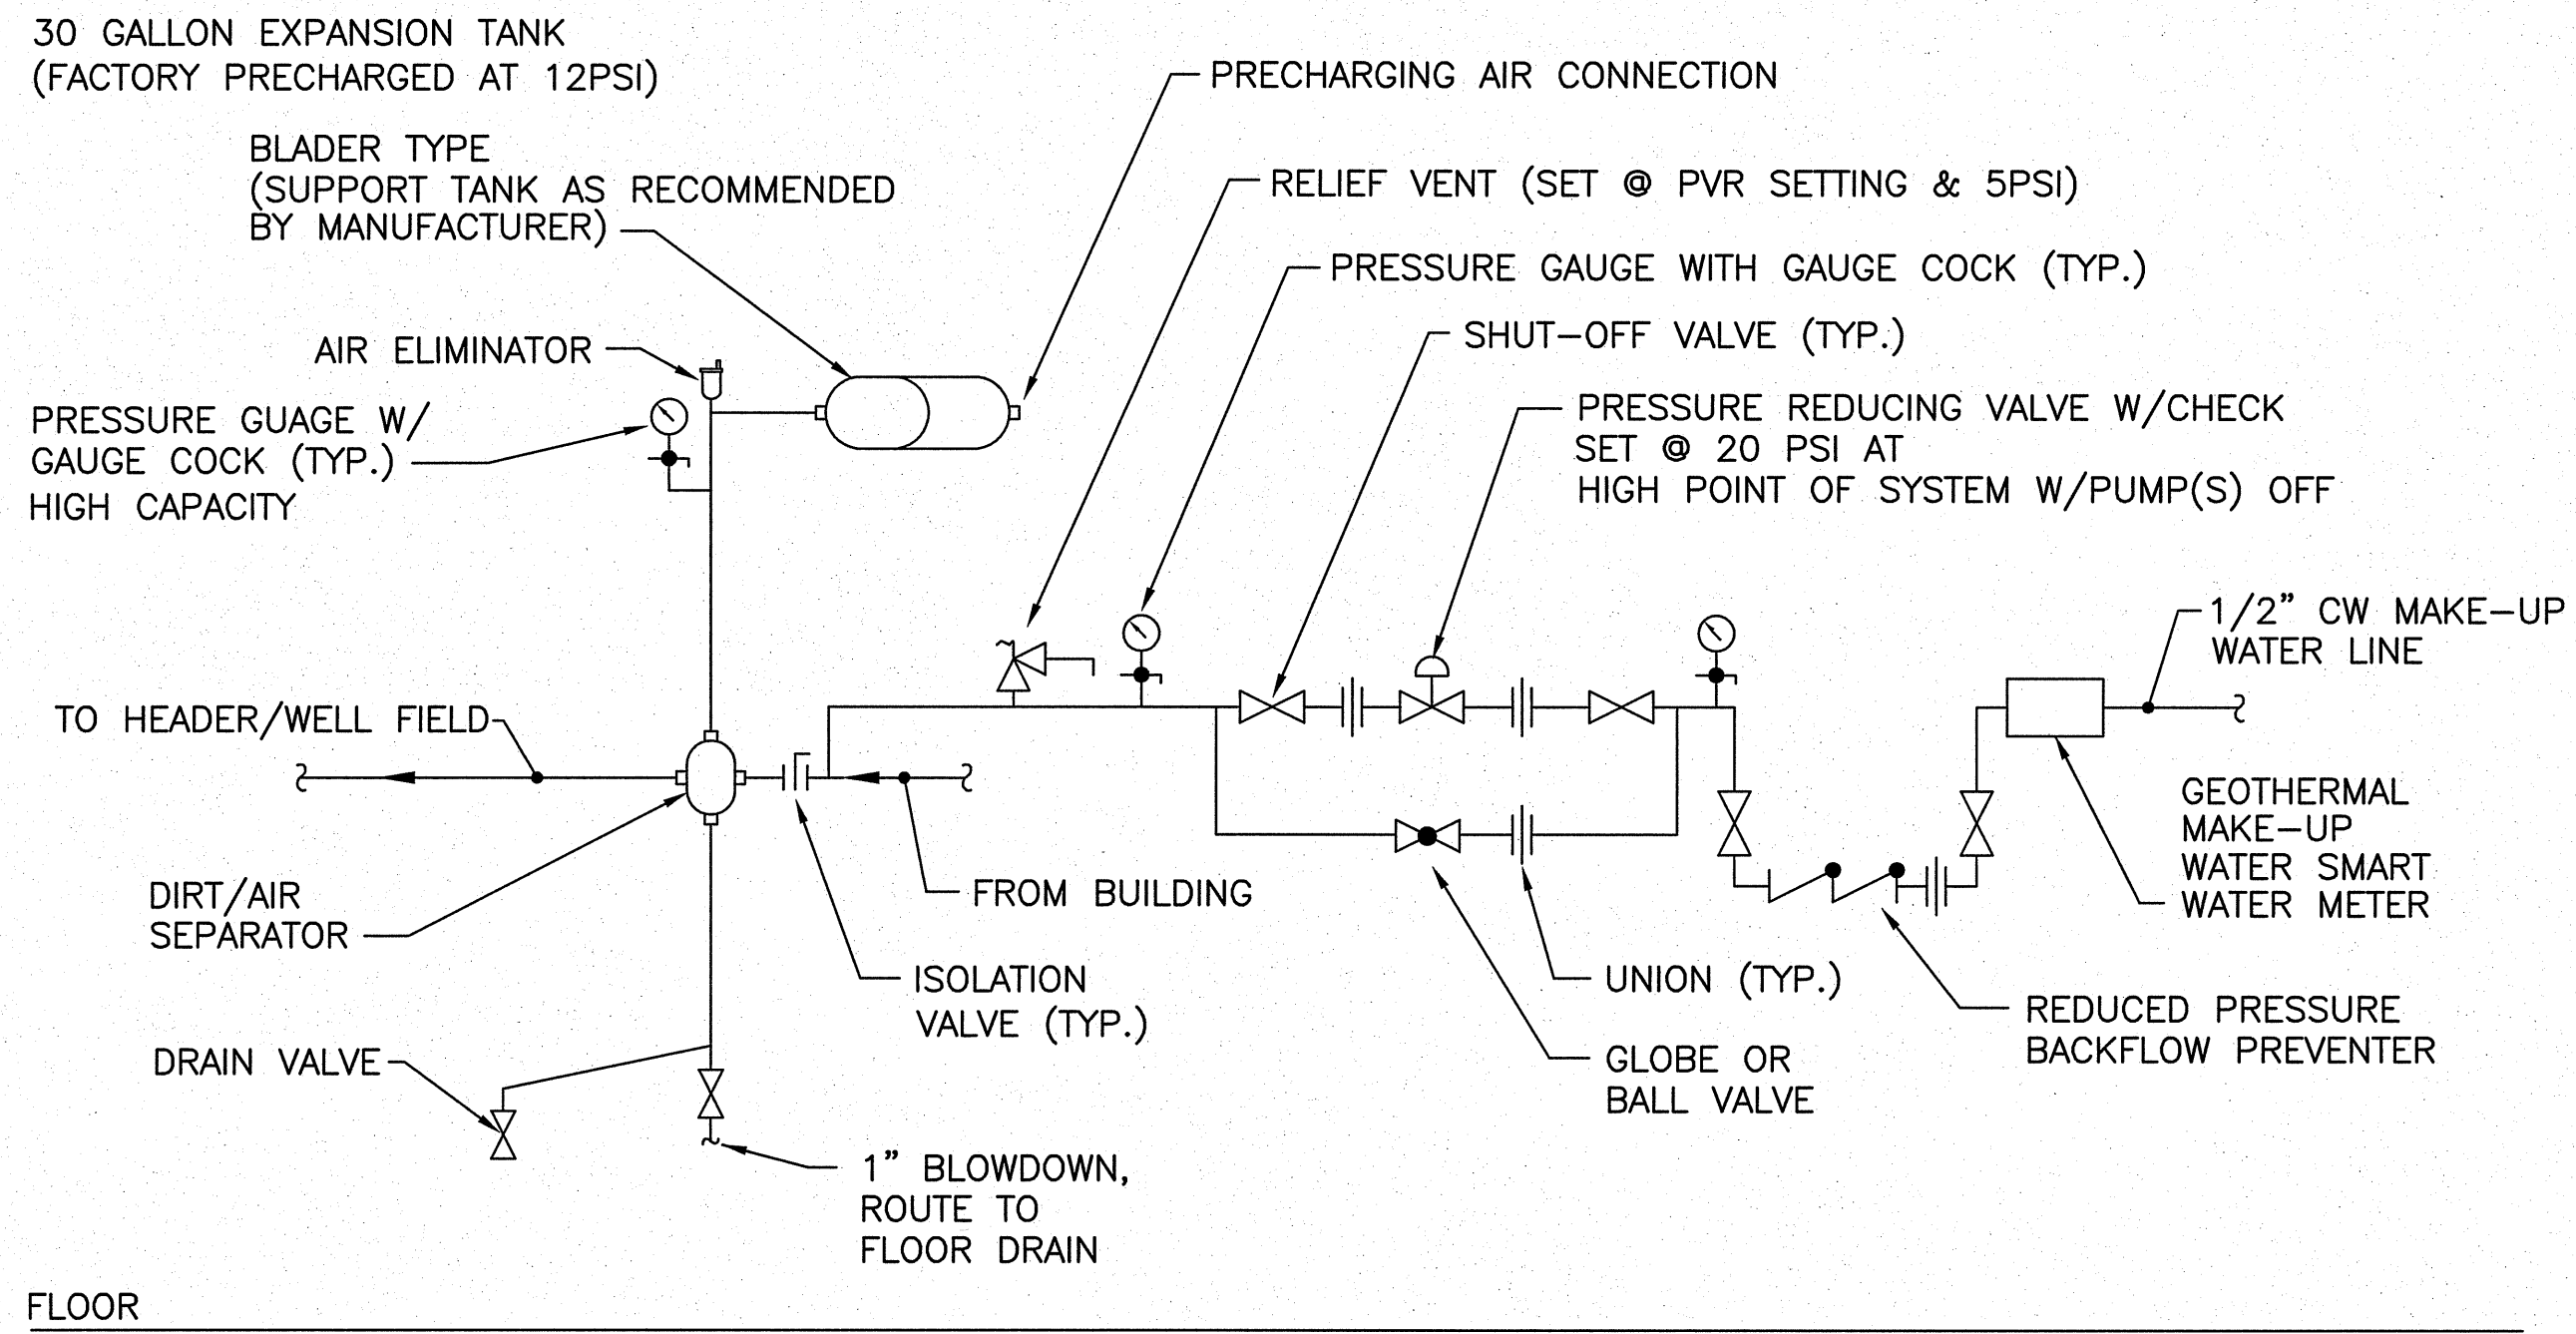 30 GALLON EXPANSION TANK
(FACTORY PRECHARGED AT 12PSI)
BLADER TYPE
(SUPPORT TANK AS RECOMMENDED
BY MANUFACTURER)
PRECHARGING AIR CONNECTION
RELIEF VENT (SET @ PVR SETTING & 5PSI)
PRESSURE GAUGE WITH GAUGE COCK (TYP.)
SHUT-OFF VALVE (TYP.)
AIR ELIMINATOR
PRESSURE GUAGE W/
GAUGE COCK (TYP.)
HIGH CAPACITY
PRESSURE REDUCING VALVE W/CHECK
SET @ 20 PSI AT
HIGH POINT OF SYSTEM W/PUMP(S) OFF
1/2" CW MAKE-UP
WATER LINE
TO HEADER/WELL FIELD
GEOTHERMAL
MAKE-UP
WATER SMART
WATER METER
DIRT/AIR
SEPARATOR
FROM BUILDING
ISOLATION
VALVE (TYP.)
UNION (TYP.)
REDUCED PRESSURE
BACKFLOW PREVENTER
GLOBE OR
BALL VALVE
DRAIN VALVE
1" BLOWDOWN,
ROUTE TO
FLOOR DRAIN
FLOOR